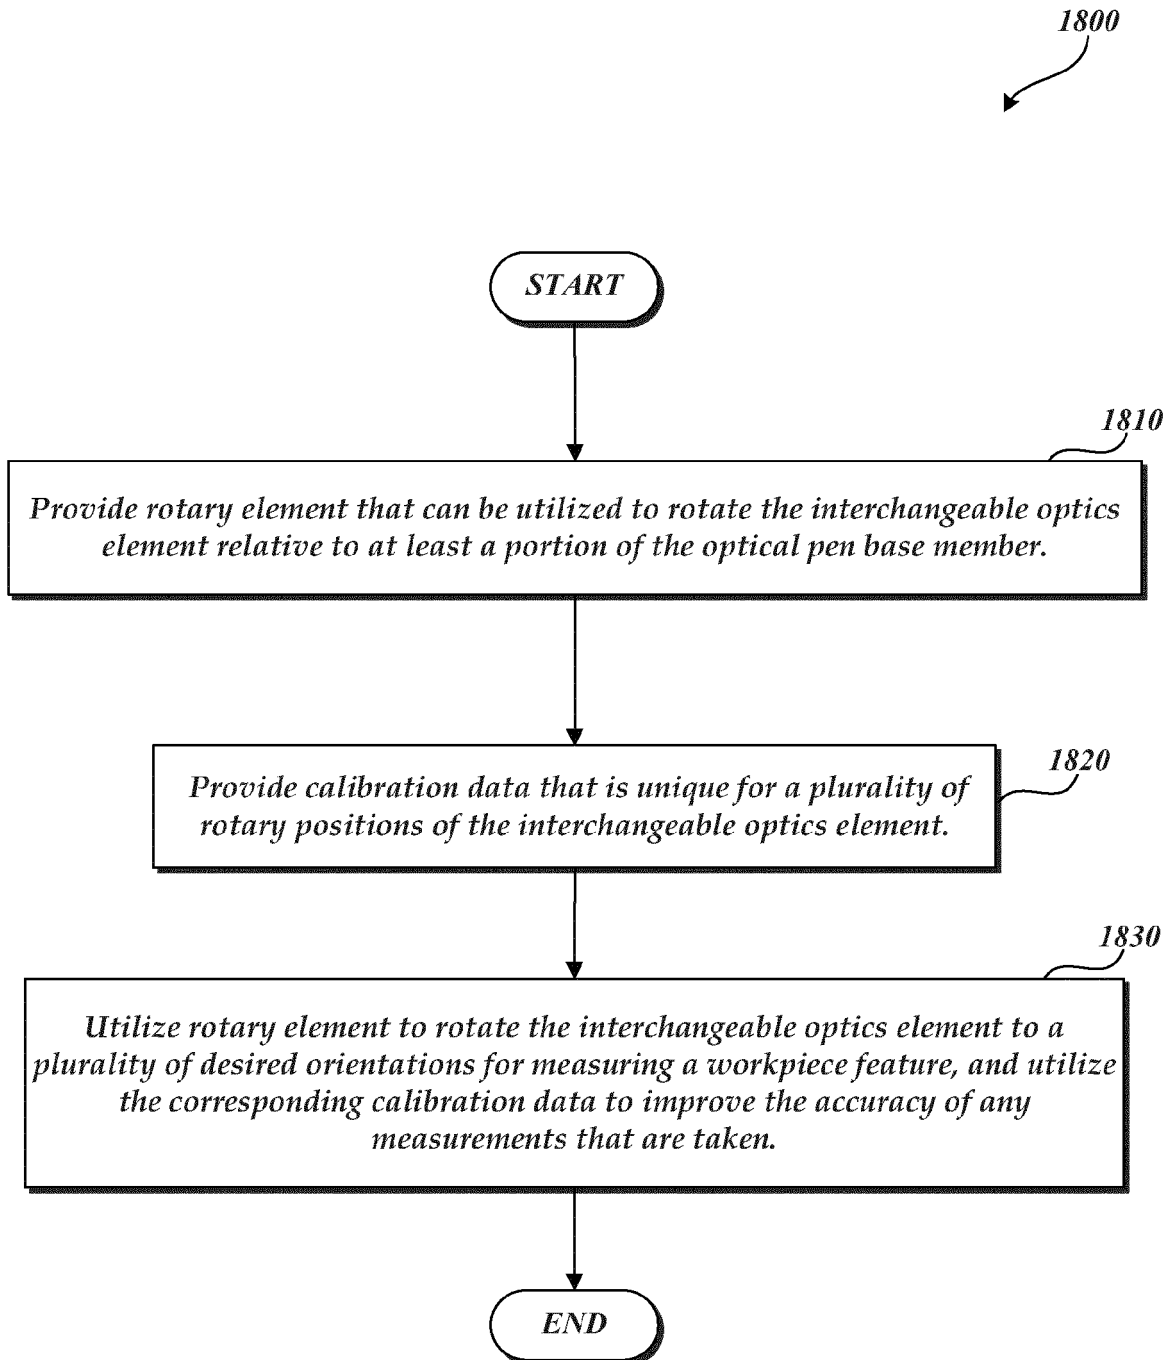 1800
START
1810
Provide rotary element that can be utilized to rotate the interchangeable optics
element relative to at least a portion of the optical pen base member.
1820
Provide calibration data that is unique for a plurality of
rotary positions of the interchangeable optics element.
1830
Utilize rotary element to rotate the interchangeable optics element to a
plurality of desired orientations for measuring a workpiece feature, and utilize
the corresponding calibration data to improve the accuracy of any
measurements that are taken.
END